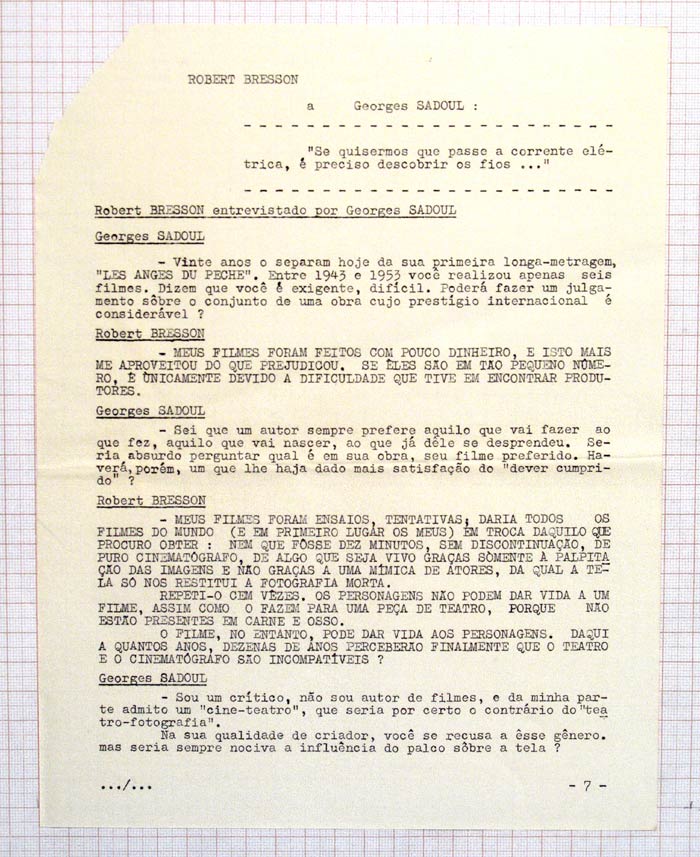 ROBERT BRESSON
a Georges SADOUL :
"Se quisermos que passe a corrente elé-
trica, é preciso descobrir os fios ..."
Robert BRESSON entrevistado por Georges SADOUL
Georges SADOUL
- Vinte anos o separam hoje da sua primeira longa-metragem,
"LES ANGES DU PECHE". Entre 1943 e 1953 você realizou apenas seis
filmes. Dizem que você é exigente, difícil. Poderá fazer um julga-
mento sôbre o conjunto de uma obra cujo prestígio internacional é
considerável ?
Robert BRESSON
- MEUS FILMES FORAM FEITOS COM POUCO DINHEIRO, E ISTO MAIS
ME APROVEITOU DO QUE PREJUDICOU. SE ÊLES SÃO EM TÃO PEQUENO NÚME-
RO, É ÚNICAMENTE DEVIDO A DIFICULDADE QUE TIVE EM ENCONTRAR PRODU-
TORES.
Georges SADOUL
- Sei que um autor sempre prefere aquilo que vai fazer ao
que fez, aquilo que vai nascer, ao que já dêle se desprendeu. Se-
ria absurdo perguntar qual é em sua obra, seu filme preferido. Ha-
verá, porém, um que lhe haja dado mais satisfação do "dever cumpri-
do" ?
Robert BRESSON
- MEUS FILMES FORAM ENSAIOS, TENTATIVAS; DARIA TODOS OS
FILMES DO MUNDO (E EM PRIMEIRO LUGAR OS MEUS) EM TROCA DAQUILO QUE
PROCURO OBTER : NEM QUE FÔSSE DEZ MINUTOS, SEM DISCONTINUAÇÃO, DE
PURO CINEMATÓGRAFO, DE ALGO QUE SEJA VIVO GRAÇAS SÒMENTE À PALPITA
ÇÃO DAS IMAGENS E NÃO GRAÇAS A UMA MÍMICA DE ATORES, DA QUAL A TE-
LA SÓ NOS RESTITUI A FOTOGRAFIA MORTA.
REPETI-O CEM VÊZES. OS PERSONAGENS NÃO PODEM DAR VIDA A UM
FILME, ASSIM COMO O FAZEM PARA UMA PEÇA DE TEATRO, PORQUE NÃO
ESTÃO PRESENTES EM CARNE E OSSO.
O FILME, NO ENTANTO, PODE DAR VIDA AOS PERSONAGENS. DAQUI
A QUANTOS ANOS, DEZENAS DE ANOS PERCEBERÃO FINALMENTE QUE O TEATRO
E O CINEMATÓGRAFO SÃO INCOMPATÍVEIS ?
Georges SADOUL
- Sou um crítico, não sou autor de filmes, e da minha par-
te admito um "cine-teatro", que seria por certo o contrário do "tea
tro-fotografia".
Na sua qualidade de criador, você se recusa a êsse gênero.
mas seria sempre nociva a influência do palco sôbre a tela ?
.../... - 7 -